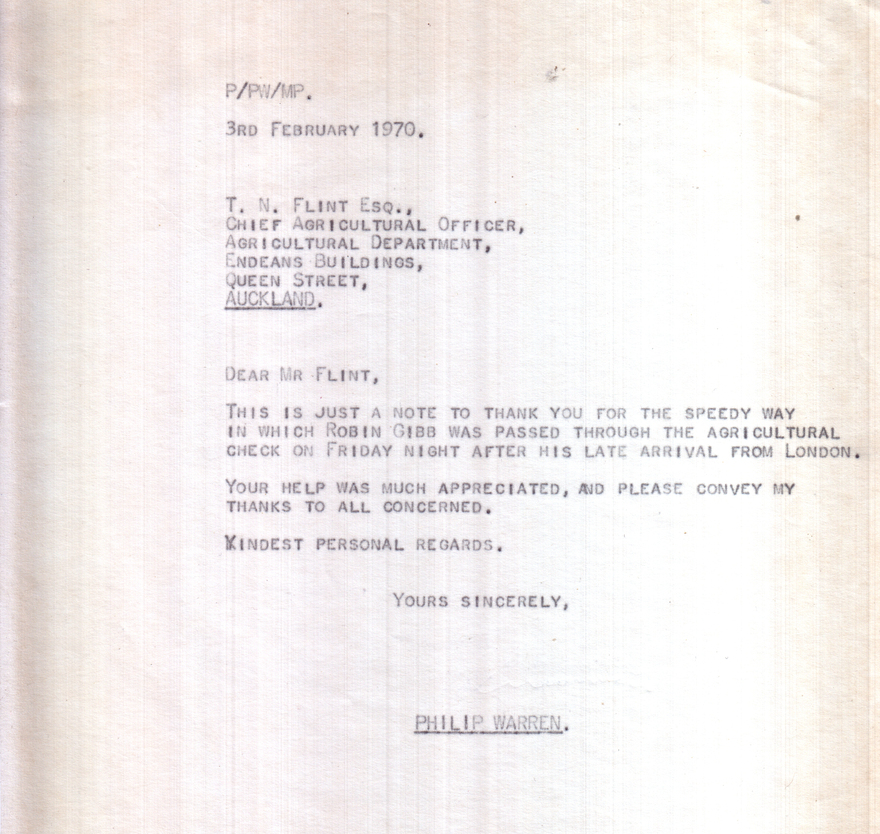 P/PW/MP.
3RD FEBRUARY 1970.
T. N. FLINT ESQ.,
CHIEF AGRICULTURAL OFFICER,
AGRICULTURAL DEPARTMENT,
ENDEANS BUILDINGS,
QUEEN STREET,
AUCKLAND.
DEAR MR FLINT,
THIS IS JUST A NOTE TO THANK YOU FOR THE SPEEDY WAY
IN WHICH ROBIN GIBB WAS PASSED THROUGH THE AGRICULTURAL
CHECK ON FRIDAY NIGHT AFTER HIS LATE ARRIVAL FROM LONDON.
YOUR HELP WAS MUCH APPRECIATED, AND PLEASE CONVEY MY
THANKS TO ALL CONCERNED.
KINDEST PERSONAL REGARDS.
YOURS SINCERELY,
PHILIP WARREN.